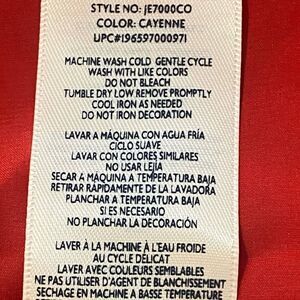 STYLE NO: JE7000CO
COLOR: CAYENNE
UPC#196597000971
MACHINE WASH COLD GENTLE CYCLE
WASH WITH LIKE COLORS
DO NOT BLEACH
TUMBLE DRY LOW REMOVE PROMPTLY
COOL IRON AS NEEDED
DO NOT IRON DECORATION
LAVAR A MÁQUINA CON AGUA FRÍA
CICLO SUAVE
LAVAR CON COLORES SIMILARES
NO USAR LEJÍA
SECAR A MÁQUINA A TEMPERATURA BAJA
RETIRAR RÁPIDAMENTE DE LA LAVADORA
PLANCHAR A TEMPERATURA BAJA
SI ES NECESARIO
NO PLANCHAR LA DECORACIÓN
LAVER À LA MACHINE À L'EAU FROIDE
AU CYCLE DÉLICAT
LAVER AVEC COULEURS SEMBLABLES
NE PAS UTILISER D'AGENT DE BLANCHISSEMENT
SECHAGE EN MACHINE À BASSE TEMPÉRATURE